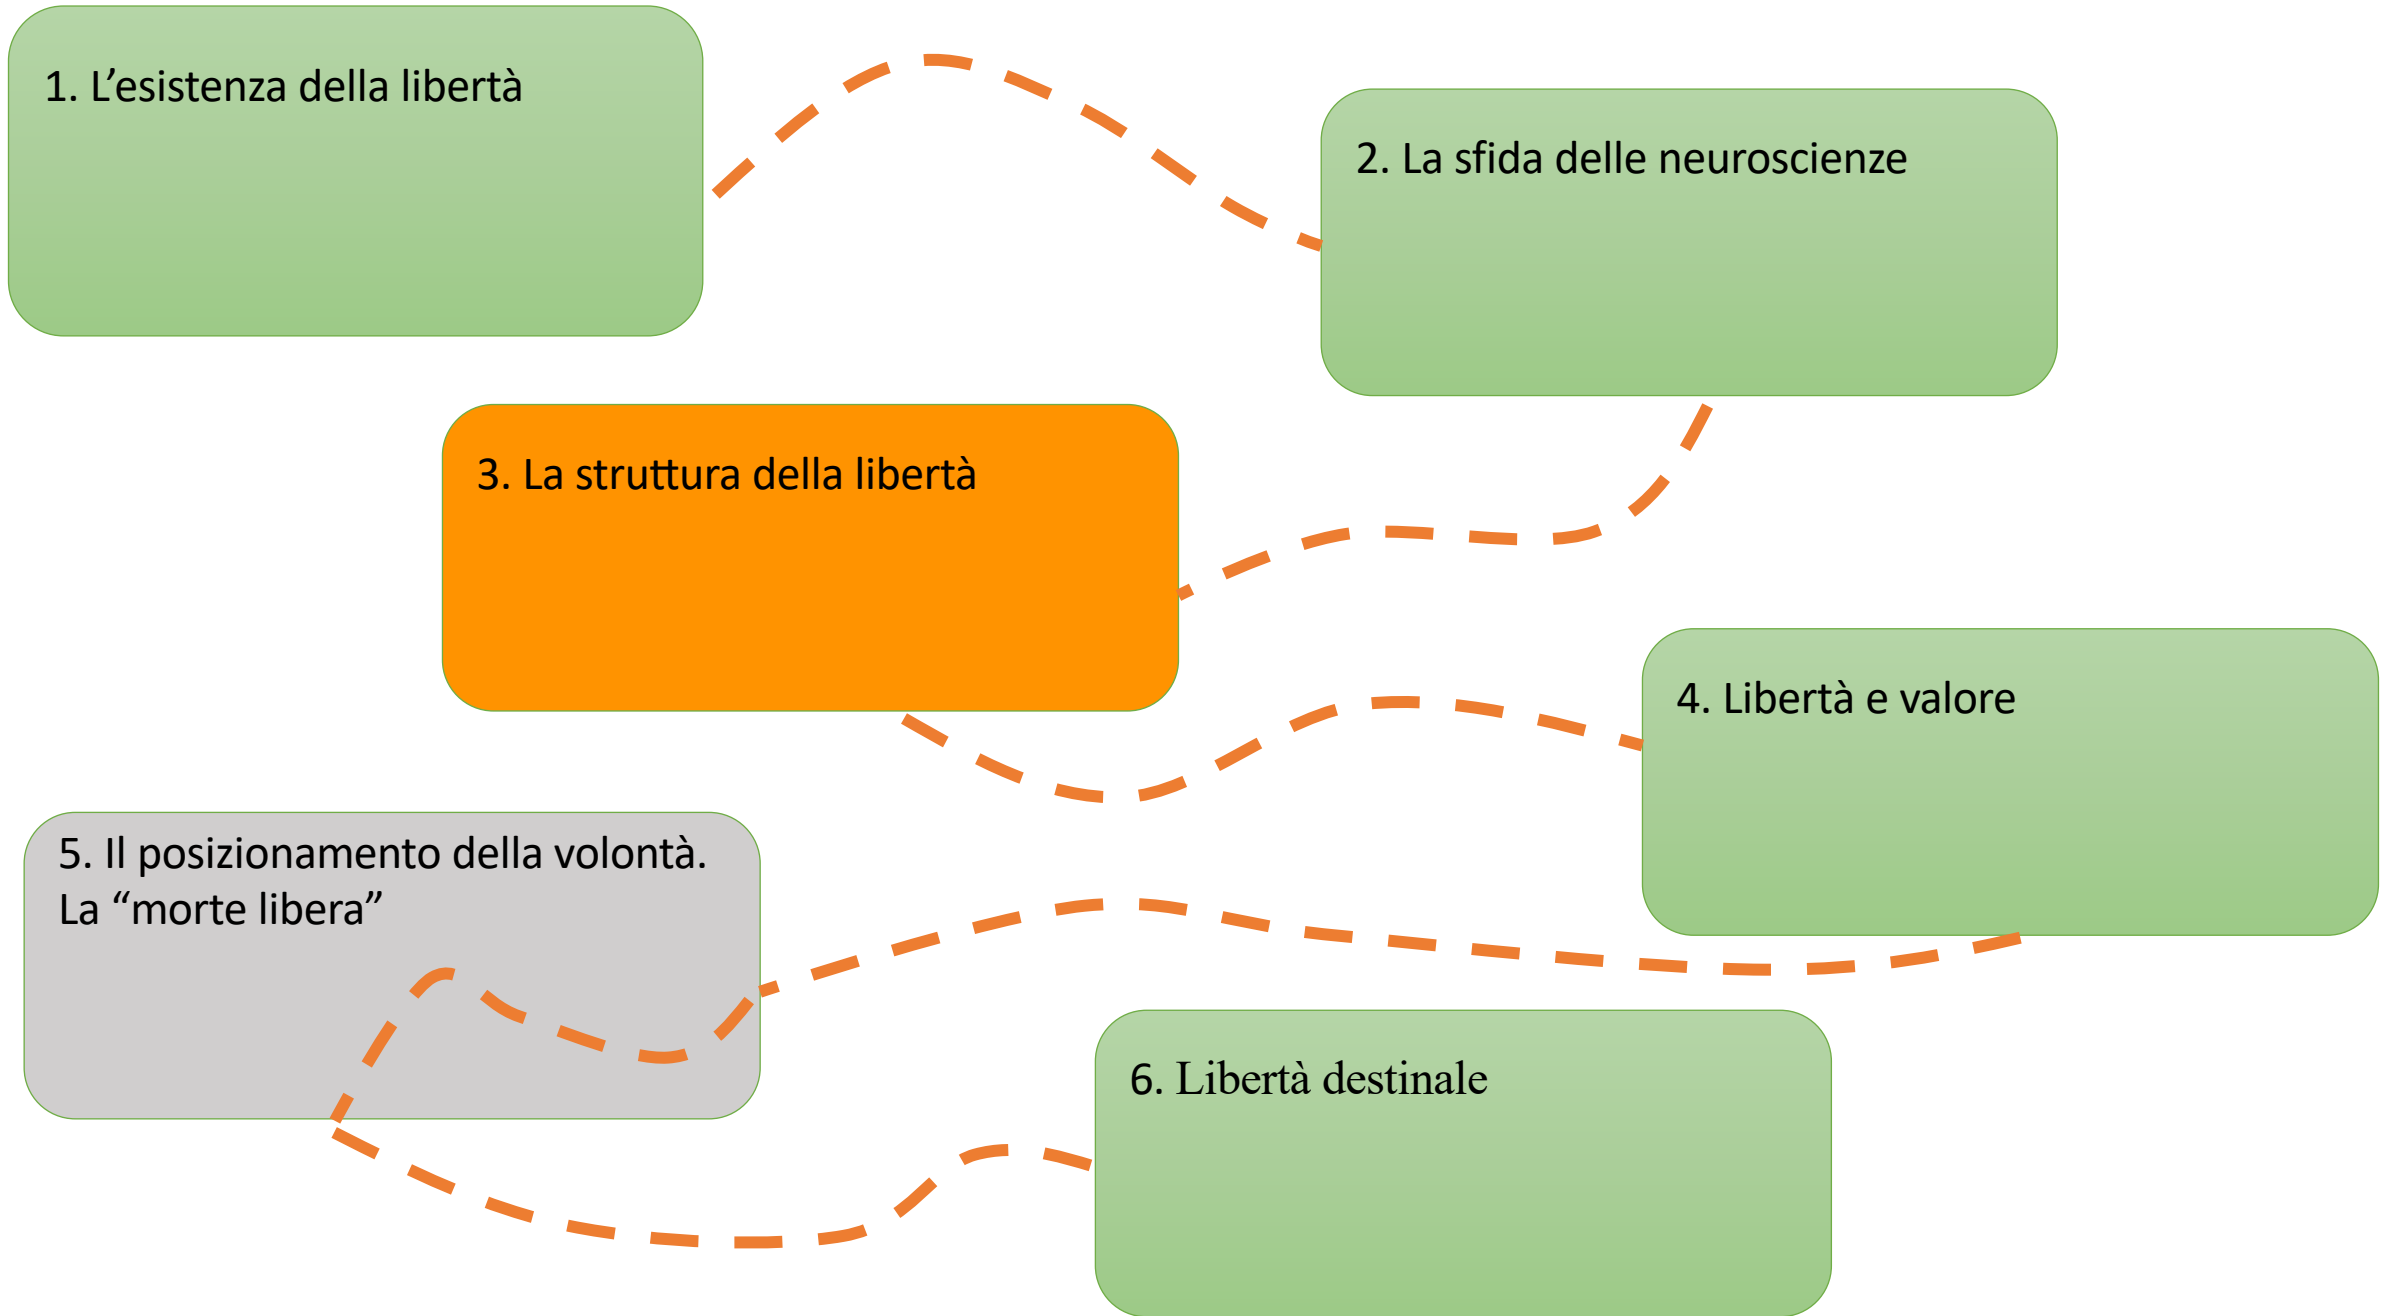 1. L’esistenza della libertà
2. La sfida delle neuroscienze
3. La struttura della libertà
4. Libertà e valore
5. Il posizionamento della volontà.
La “morte libera”
6. Libertà destinale